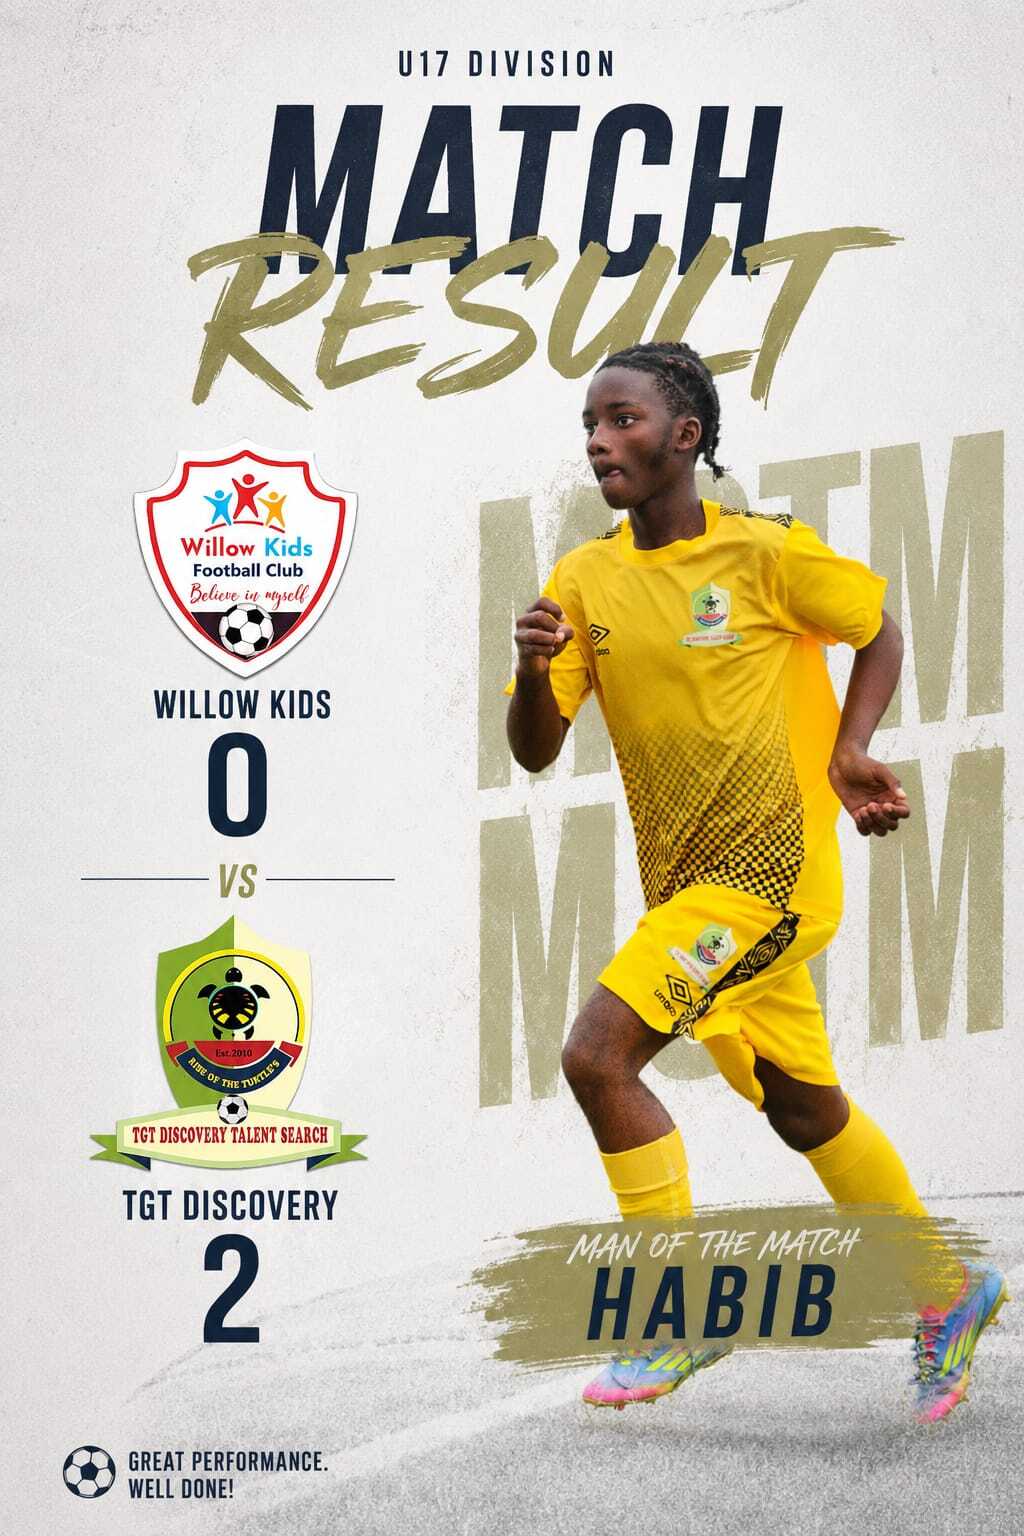 U17 DIVISION
MATCH
RESULT
Willow Kids
Football Club
Believe in myself
WILLOW KIDS
0
VS
Est.2010
RISE OF THE TURTLE'S
TGT DISCOVERY TALENT SEARCH
TGT DISCOVERY
2
MOTM
MOTM
umbro
MAN OF THE MATCH
HABIB
GREAT PERFORMANCE.
WELL DONE!